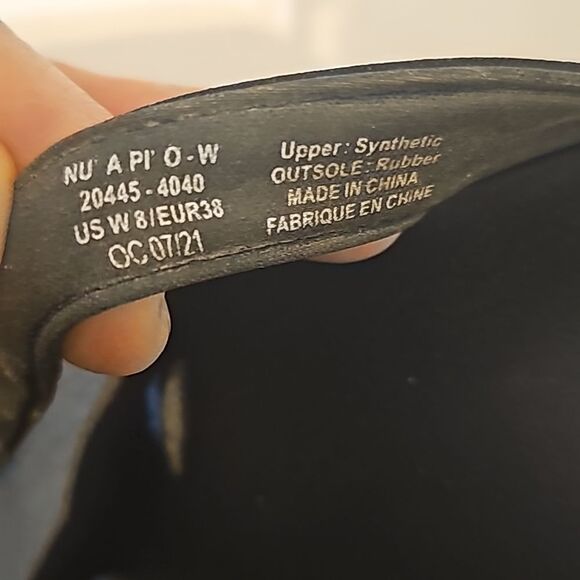 NU' A PI' O - W
20445 - 4040
US W 8/EUR38
OC 07/21
Upper: Synthetic
OUTSOLE: Rubber
MADE IN CHINA
FABRIQUE EN CHINE